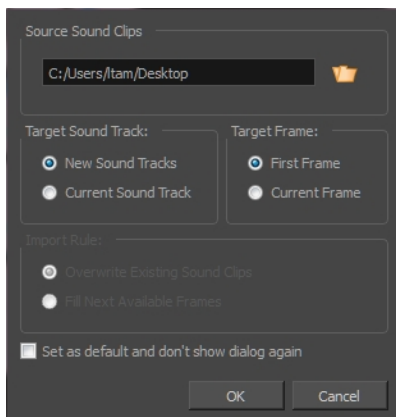 Source Sound Clips
C:/Users/ltam/Desktop
Target Sound Track:
New Sound Tracks
Current Sound Track
Target Frame:
First Frame
Current Frame
Import Rule:
Overwrite Existing Sound Clips
Fill Next Available Frames
Set as default and don't show dialog again
OK
Cancel